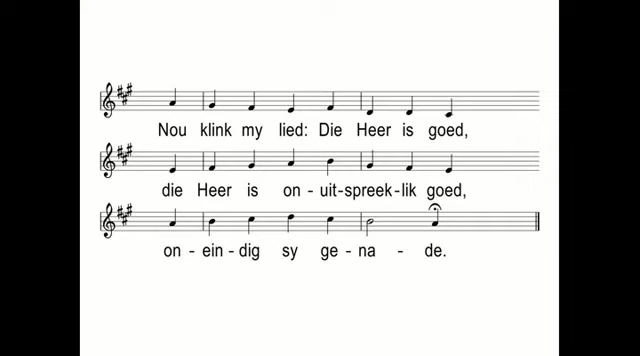 Nou klink my lied: Die Heer is goed,
die Heer is on-uit-spreek-lik goed,
on-ein-dig sy ge-na-de.